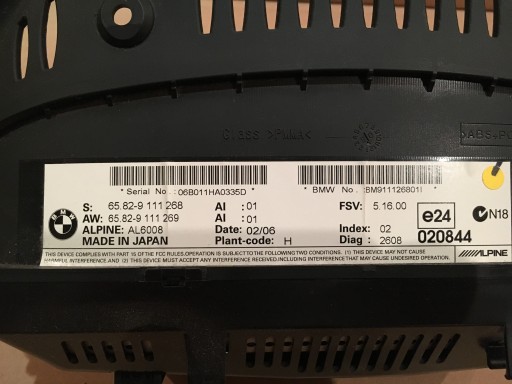 Glass >PMMA<
>ABS+P
* Serial No.: 06B011HA0335D *
* BMW No.: BM911126801I
S: 65.82-9 111 268 AI :01 FSV: 5.16.00
AW: 65.82-9 111 269 AI :01
ALPINE: AL6008 Date: 02/06 Index: 02
MADE IN JAPAN Plant-code: H Diag: 2608
BMW
e24
020844
N18
ALPINE
THIS DEVICE COMPLIES WITH PART 15 OF THE FCC RULES. OPERATION IS SUBJECT TO THE FOLLOWING CONDITIONS. (1) THIS DEVICE MAY NOT CAUSE
HARMFUL INTERFERENCE, AND (2) THIS DEVICE MUST ACCEPT ANY INTERFERENCE RECEIVED, INCLUDING INTERFERENCE THAT MAY CAUSE UNDESIRED OPERATION.